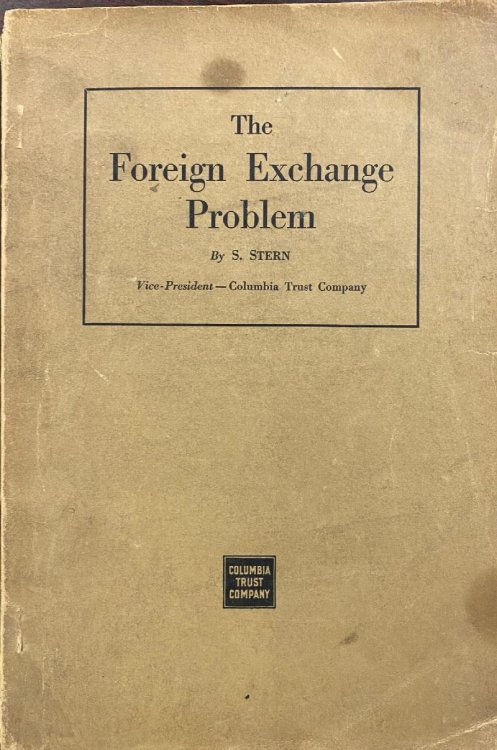 The
Foreign Exchange
Problem
By S. STERN
Vice-President — Columbia Trust Company
COLUMBIA
TRUST
COMPANY